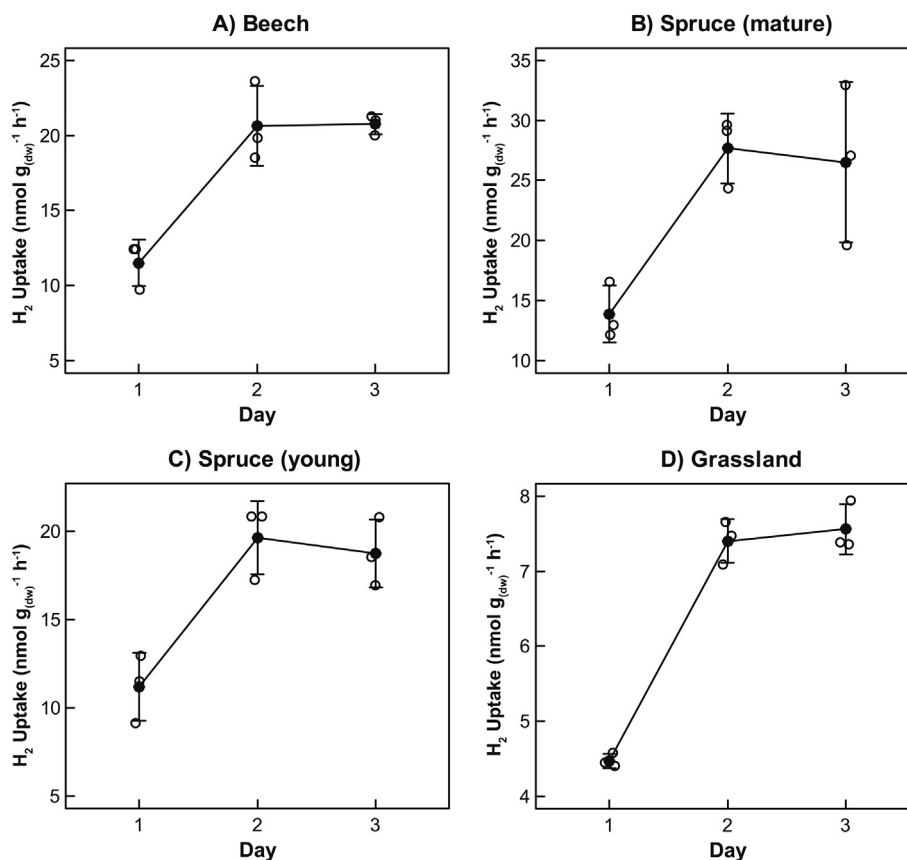 A) Beech
H₂ Uptake (nmol g₍dw₎⁻¹ h⁻¹)
25
20
15
10
5
1 2 3
Day
B) Spruce (mature)
H₂ Uptake (nmol g₍dw₎⁻¹ h⁻¹)
35
30
25
20
15
10
1 2 3
Day
C) Spruce (young)
H₂ Uptake (nmol g₍dw₎⁻¹ h⁻¹)
20
15
10
5
1 2 3
Day
D) Grassland
H₂ Uptake (nmol g₍dw₎⁻¹ h⁻¹)
8
7
6
5
4
1 2 3
Day